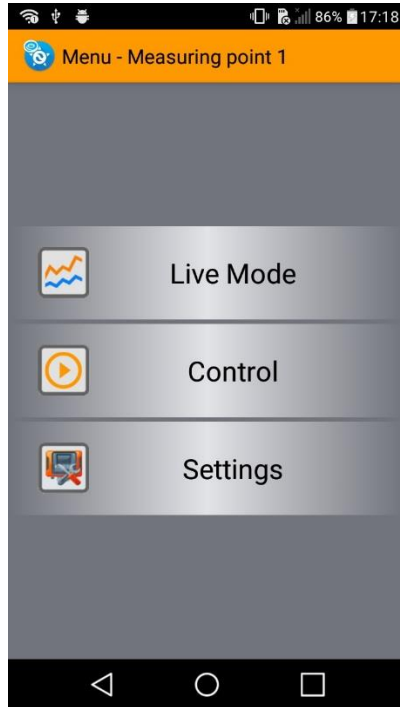 86% 17:18
Menu - Measuring point 1
Live Mode
Control
Settings